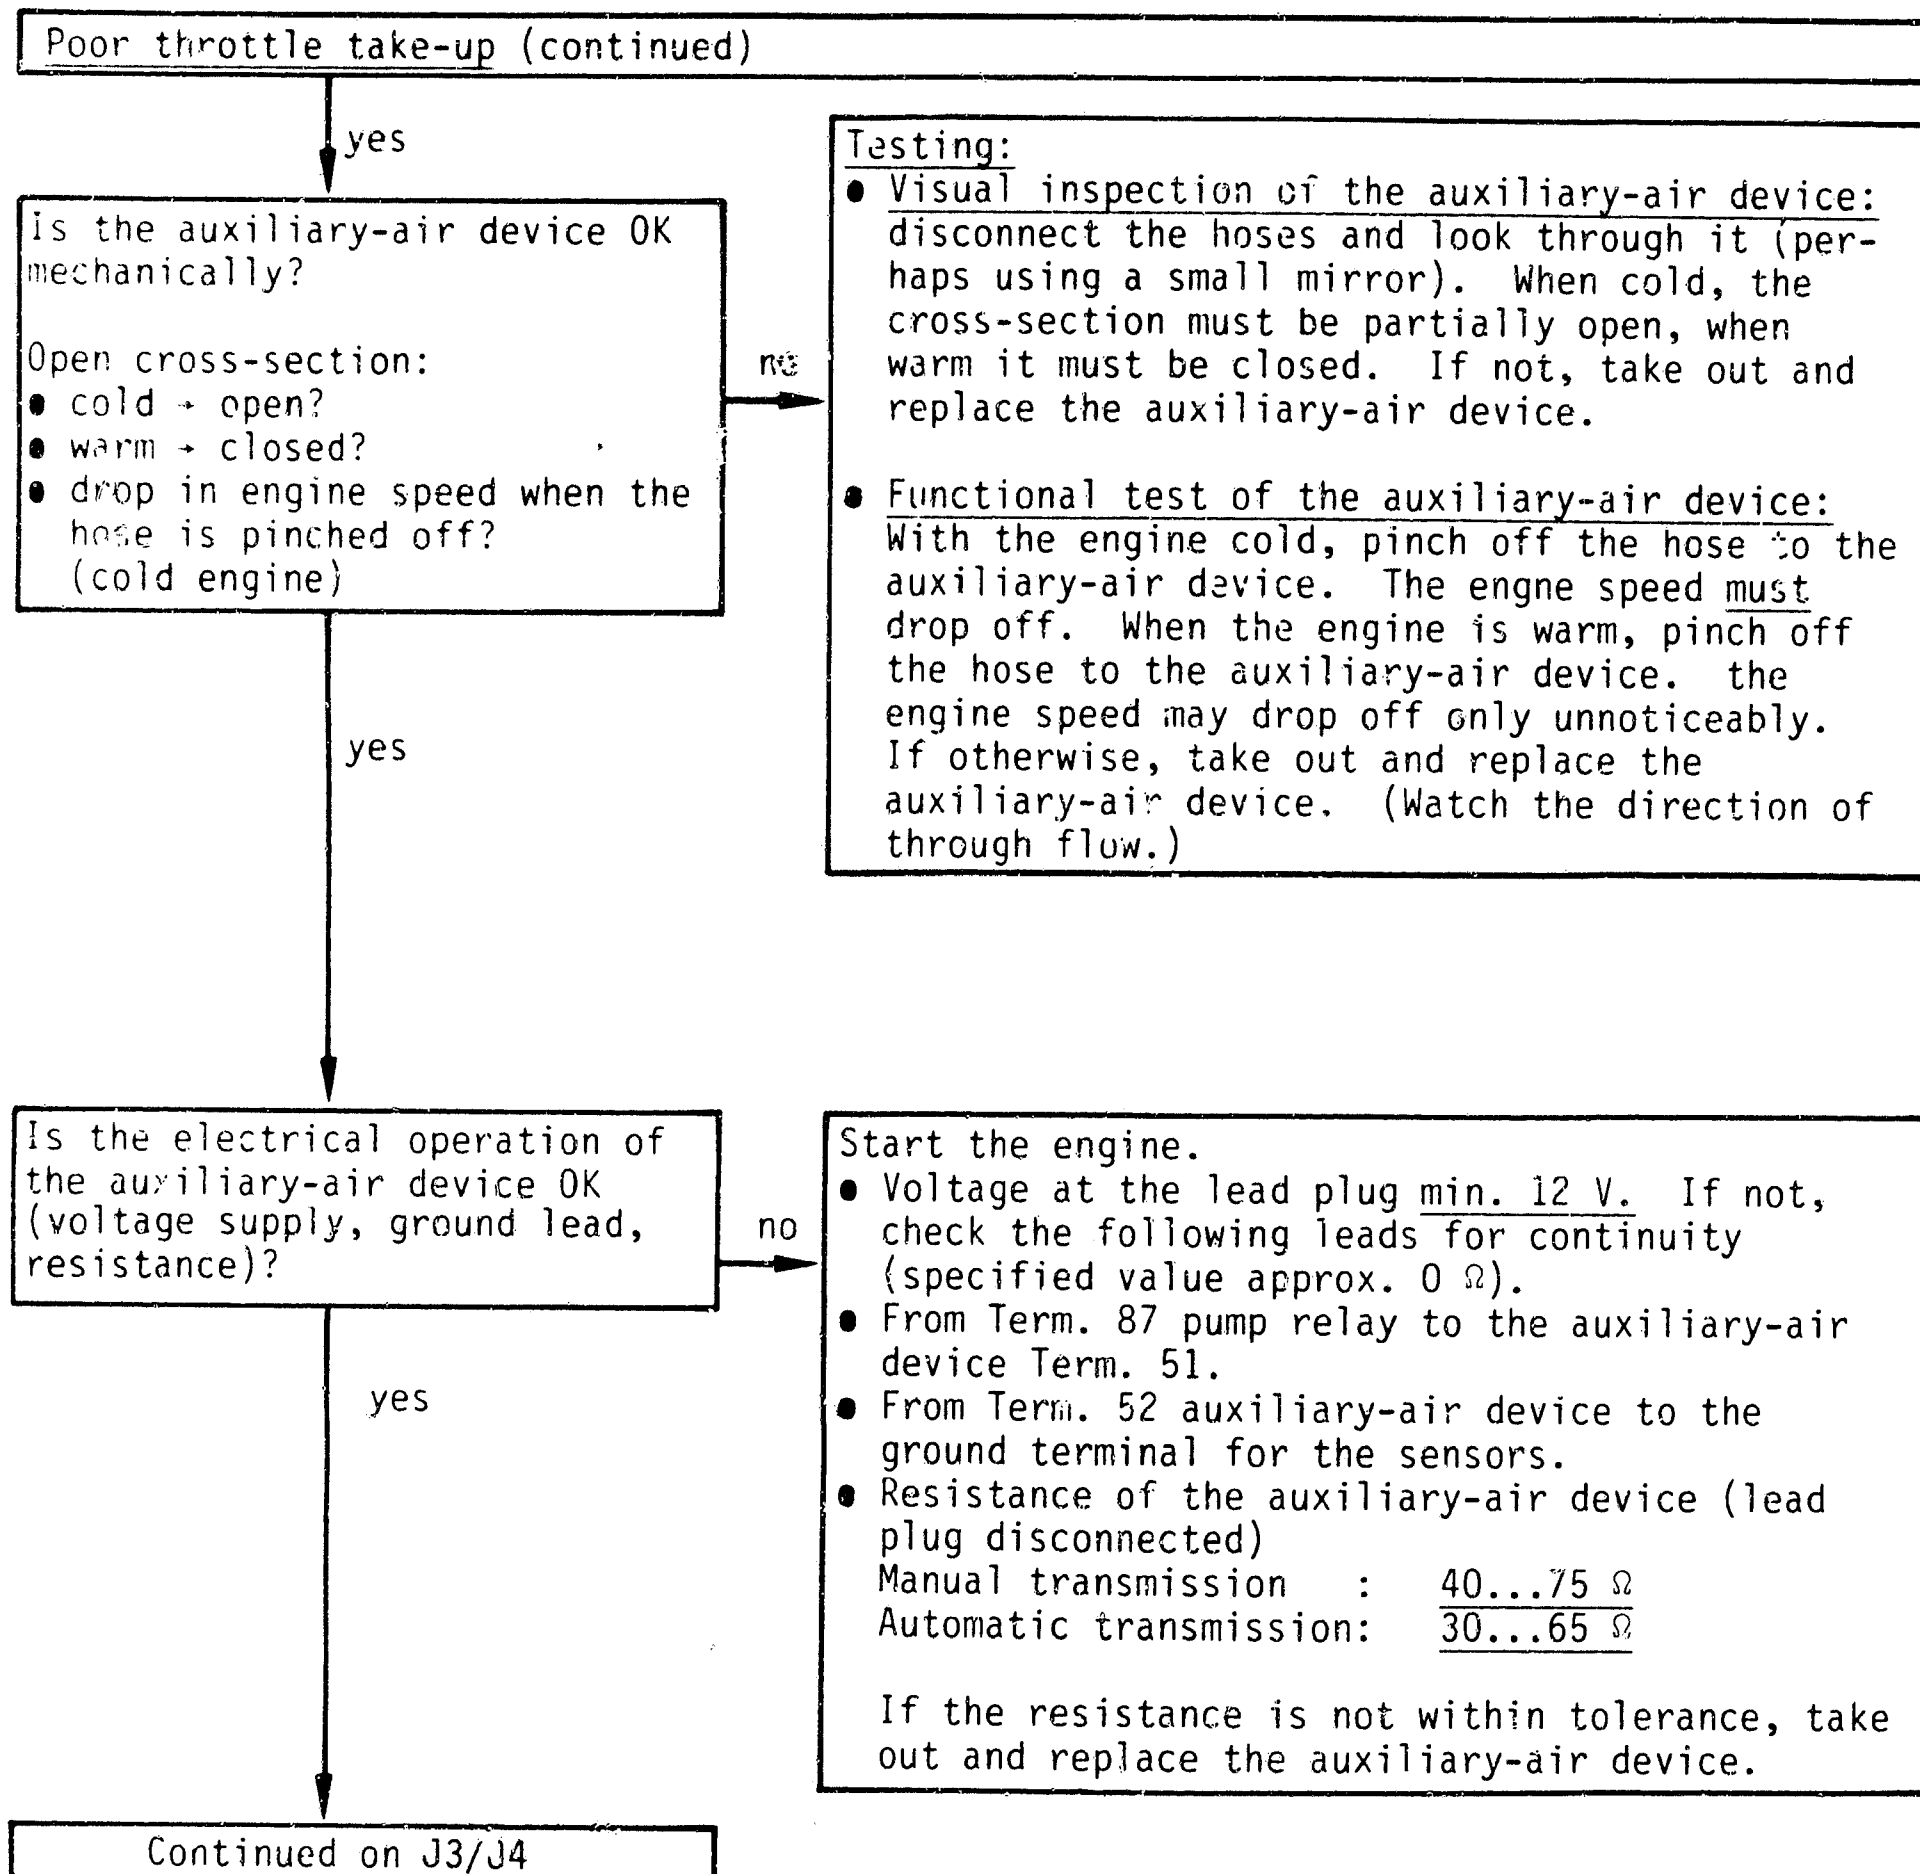 Poor throttle take-up (continued)
yes
Is the auxiliary-air device OK
mechanically?
Open cross-section:
● cold → open?
● warm → closed?
● drop in engine speed when the
hose is pinched off?
(cold engine)
no
Testing:
● Visual inspection of the auxiliary-air device:
disconnect the hoses and look through it (per-
haps using a small mirror). When cold, the
cross-section must be partially open, when
warm it must be closed. If not, take out and
replace the auxiliary-air device.
● Functional test of the auxiliary-air device:
With the engine cold, pinch off the hose to the
auxiliary-air device. The engne speed must
drop off. When the engine is warm, pinch off
the hose to the auxiliary-air device. the
engine speed may drop off only unnoticeably.
If otherwise, take out and replace the
auxiliary-air device. (Watch the direction of
through flow.)
yes
Is the electrical operation of
the auxiliary-air device OK
(voltage supply, ground lead,
resistance)?
no
Start the engine.
● Voltage at the lead plug min. 12 V. If not,
check the following leads for continuity
(specified value approx. 0 Ω).
● From Term. 87 pump relay to the auxiliary-air
device Term. 51.
● From Term. 52 auxiliary-air device to the
ground terminal for the sensors.
● Resistance of the auxiliary-air device (lead
plug disconnected)
Manual transmission : 40...75 Ω
Automatic transmission: 30...65 Ω
If the resistance is not within tolerance, take
out and replace the auxiliary-air device.
yes
Continued on J3/J4